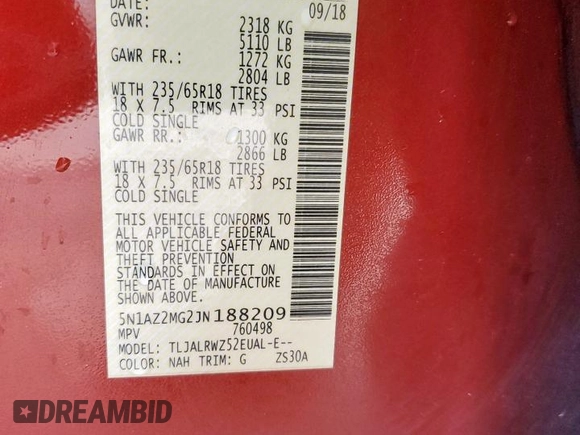 DATE: 09/18
GVWR: 2318 KG
5110 LB
GAWR FR.: 1272 KG
2804 LB
WITH 235/65R18 TIRES
18 X 7.5 RIMS AT 33 PSI
COLD SINGLE
GAWR RR.: 1300 KG
2866 LB
WITH 235/65R18 TIRES
18 X 7.5 RIMS AT 33 PSI
COLD SINGLE
THIS VEHICLE CONFORMS TO
ALL APPLICABLE FEDERAL
MOTOR VEHICLE SAFETY AND
THEFT PREVENTION
STANDARDS IN EFFECT ON
THE DATE OF MANUFACTURE
SHOWN ABOVE.
5N1AZ2MG2JN188209
MPV 760498
MODEL: TLJALRWZ52EUAL-E--
COLOR: NAH TRIM: G ZS30A
DREAMBID